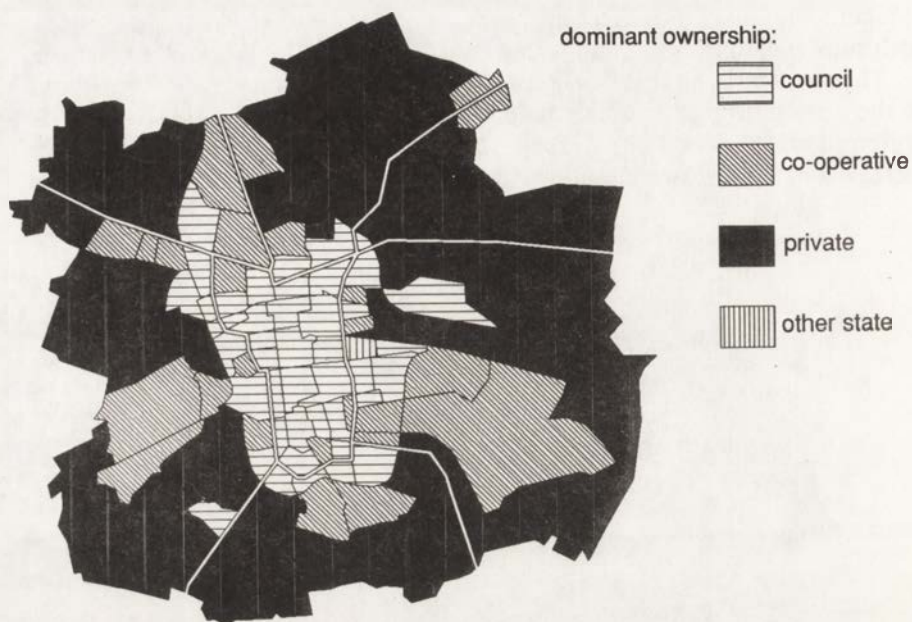 dominant ownership:
council
co-operative
private
other state